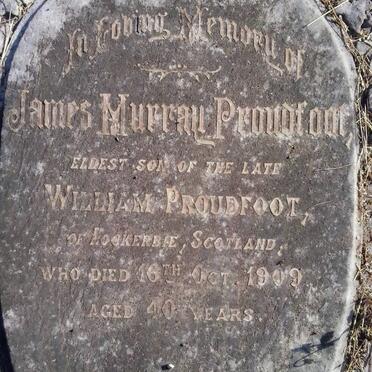 In Loving Memory of
James Murray Proudfoot,
ELDEST SON OF THE LATE
WILLIAM PROUDFOOT,
OF LOCKERBIE, SCOTLAND.
WHO DIED 16TH OCT. 1909
AGED 40 YEARS.